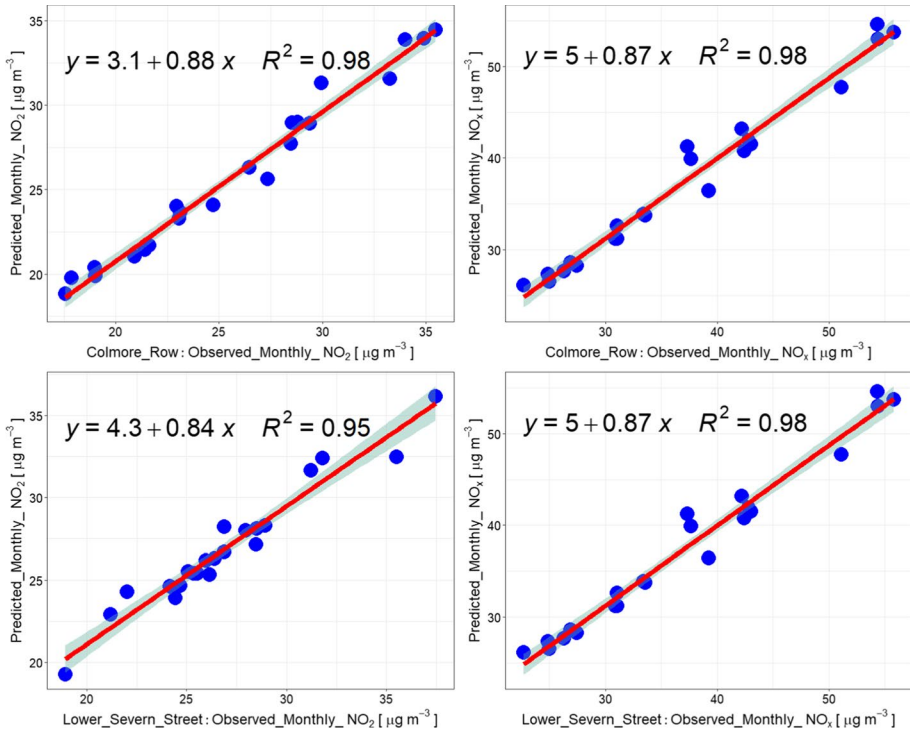 y = 3.1 + 0.88 x R² = 0.98
Predicted_Monthly_ NO₂ [ μg m⁻³
35
30
25
20
20 25 30 35
Colmore_Row : Observed_Monthly_ NO₂ [ μg m⁻³
y = 5 + 0.87 x R² = 0.98
Predicted_Monthly_ NOₓ [ μg m⁻³
50
40
30
30 40 50
Colmore_Row : Observed_Monthly_ NOₓ [ μg m⁻³
y = 4.3 + 0.84 x R² = 0.95
Predicted_Monthly_ NO₂ [ μg m⁻³
35
30
25
20
20 25 30 35
Lower_Severn_Street : Observed_Monthly_ NO₂ [ μg m⁻³
y = 5 + 0.87 x R² = 0.98
Predicted_Monthly_ NOₓ [ μg m⁻³
50
40
30
30 40 50
Lower_Severn_Street : Observed_Monthly_ NOₓ [ μg m⁻³